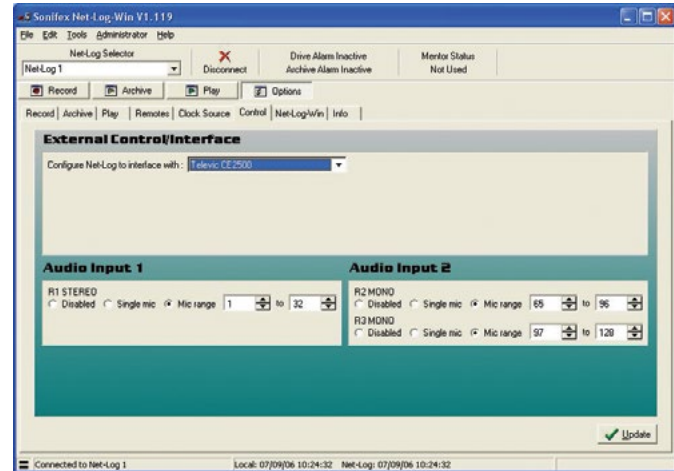 Sonifex Net-Log-Win V1.119
File Edit Tools Administrator Help
Net-Log Selector
Net-Log 1
Disconnect
Drive Alarm Inactive
Archive Alarm Inactive
Mentor Status
Not Used
Record Archive Play Options
Record Archive Play Remotes Clock Source Control Net-Log-Win Info
External Control/Interface
Configure Net-Log to interface with : Televic CE2500
Audio Input 1
R1 STEREO
Disabled Single mic Mic range 1 to 32
Audio Input 2
R2 MONO
Disabled Single mic Mic range 65 to 96
R3 MONO
Disabled Single mic Mic range 97 to 128
Update
Connected to Net-Log 1 Local: 07/09/06 10:24:32 Net-Log: 07/09/06 10:24:32